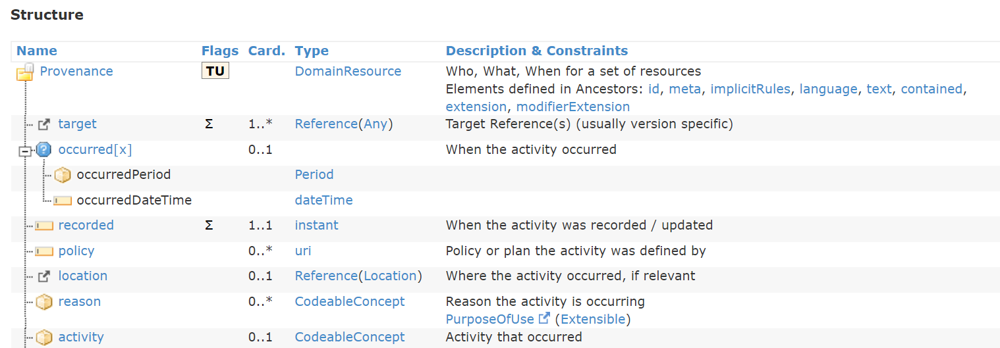 Structure
Name Flags Card. Type Description & Constraints
Provenance TU DomainResource Who, What, When for a set of resources
Elements defined in Ancestors: id, meta, implicitRules, language, text, contained,
extension, modifierExtension
target Σ 1..* Reference(Any) Target Reference(s) (usually version specific)
occurred[x] 0..1 When the activity occurred
occurredPeriod Period
occurredDateTime dateTime
recorded Σ 1..1 instant When the activity was recorded / updated
policy 0..* uri Policy or plan the activity was defined by
location 0..1 Reference(Location) Where the activity occurred, if relevant
reason 0..* CodeableConcept Reason the activity is occurring
PurposeOfUse (Extensible)
activity 0..1 CodeableConcept Activity that occurred